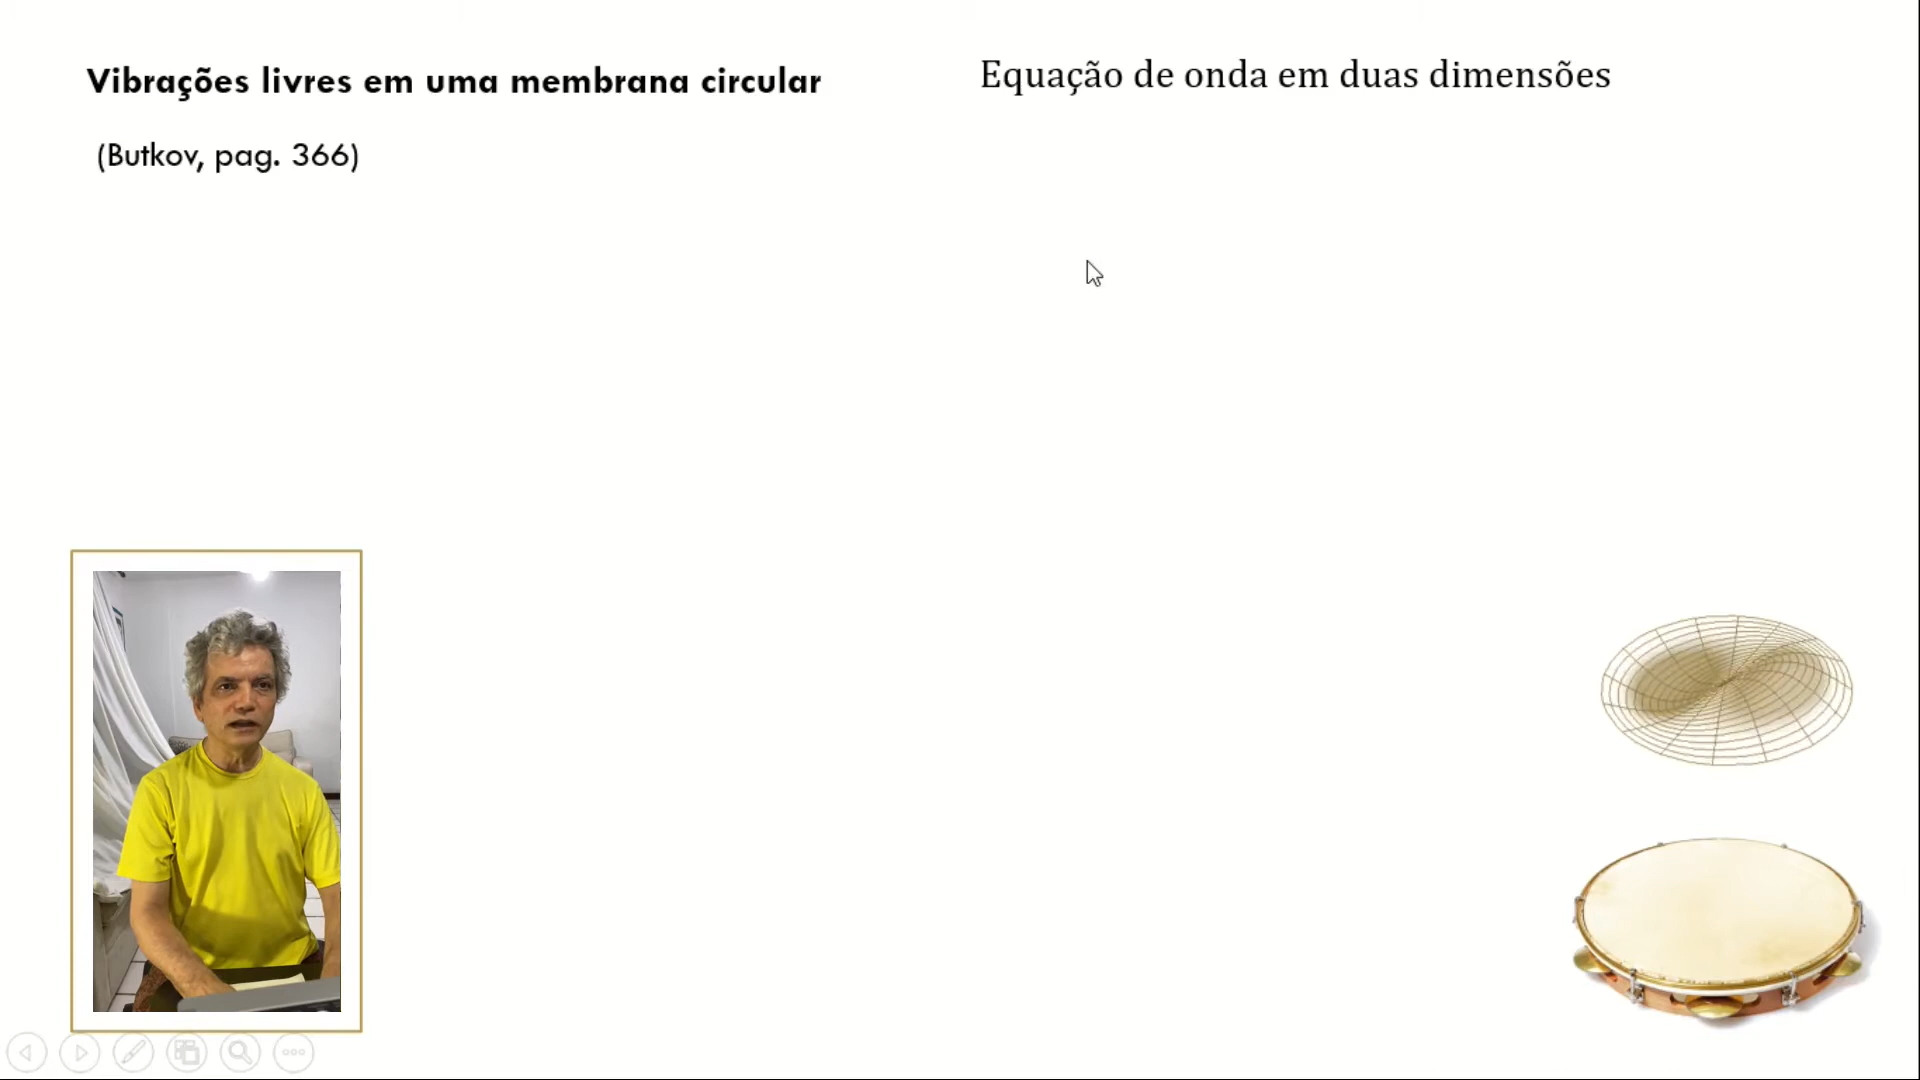 Vibrações livres em uma membrana circular
(Butkov, pag. 366)
Equação de onda em duas dimensões